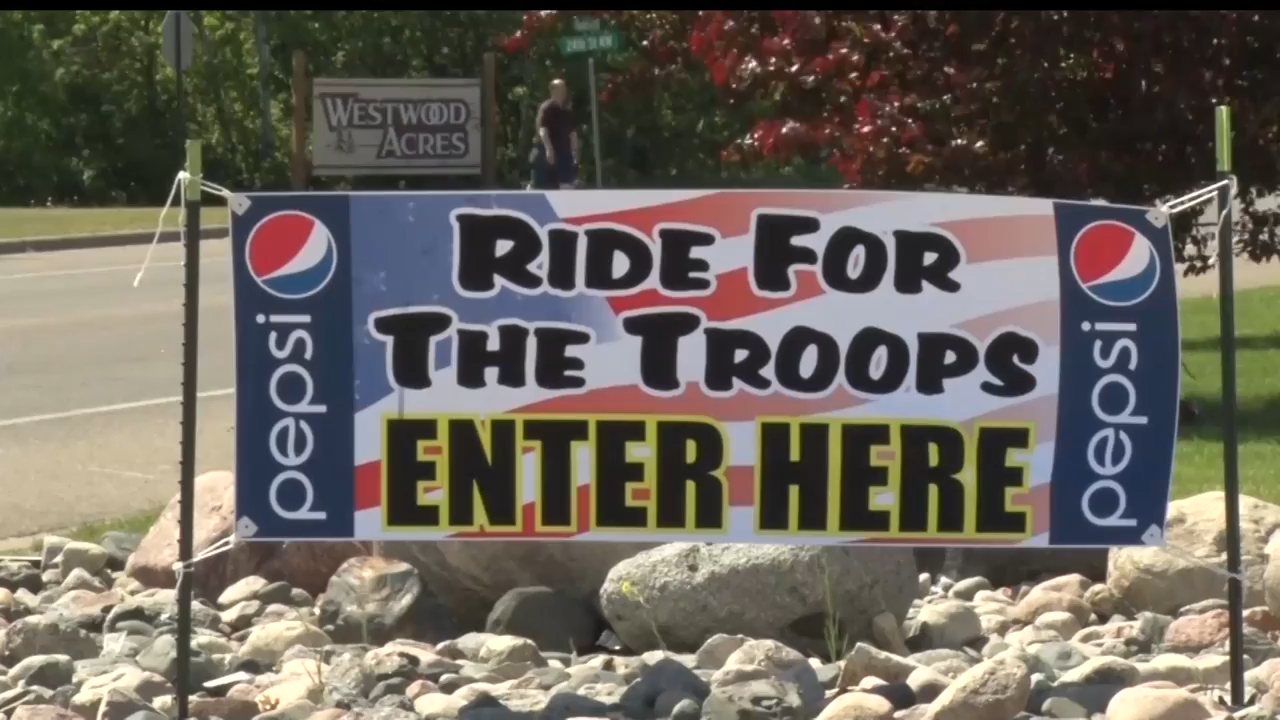 WESTWOOD
ACRES
pepsi
RIDE FOR
THE TROOPS
ENTER HERE
pepsi